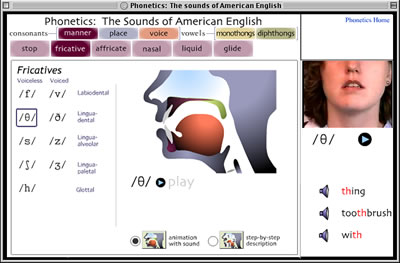 Phonetics: The sounds of American English
Phonetics: The Sounds of American English
Phonetics Home
consonants manner place voice vowels monothongs diphthongs
stop fricative affricate nasal liquid glide
Fricatives
Voiceless Voiced
/f/ /v/ Labiodental
/θ/ /ð/ Lingua-dental
/s/ /z/ Lingua-alveolar
/ʃ/ /ʒ/ Lingua-palatal
/h/ Glottal
/θ/ play
animation with sound
step-by-step description
/θ/
thing
toothbrush
with